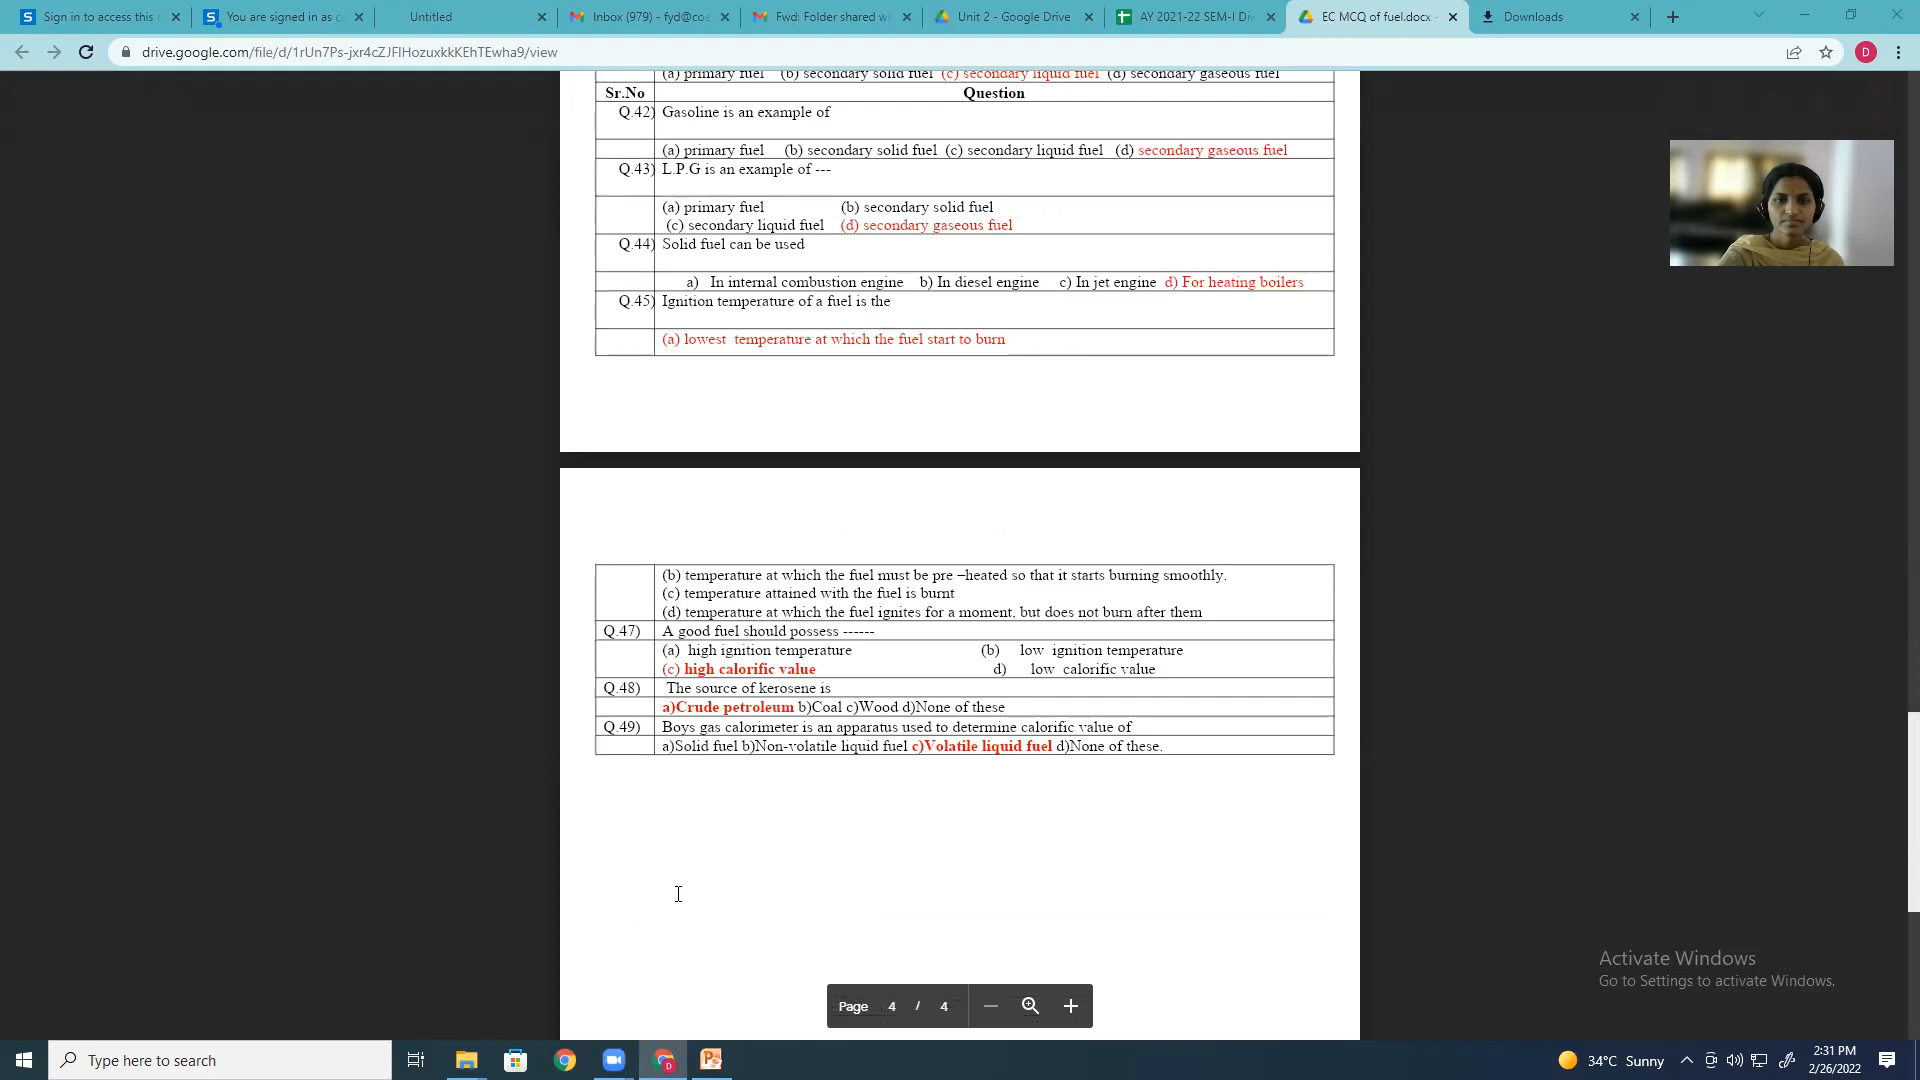 Sign in to access this
You are signed in as c
Untitled
Inbox (979) - fyd@coe
Fwd: Folder shared wi
Unit 2 - Google Drive
AY 2021-22 SEM-I Div
EC MCQ of fuel.docx -
Downloads
drive.google.com/file/d/1rUn7Ps-jxr4cZJFlHozuxkkKEhTEwha9/view
D
(a) primary fuel (b) secondary solid fuel (c) secondary liquid fuel (d) secondary gaseous fuel
Sr.No Question
Q.42) Gasoline is an example of
(a) primary fuel (b) secondary solid fuel (c) secondary liquid fuel (d) secondary gaseous fuel
Q.43) L.P.G is an example of ---
(a) primary fuel (b) secondary solid fuel
(c) secondary liquid fuel (d) secondary gaseous fuel
Q.44) Solid fuel can be used
a) In internal combustion engine b) In diesel engine c) In jet engine d) For heating boilers
Q.45) Ignition temperature of a fuel is the
(a) lowest temperature at which the fuel start to burn
(b) temperature at which the fuel must be pre –heated so that it starts burning smoothly.
(c) temperature attained with the fuel is burnt
(d) temperature at which the fuel ignites for a moment, but does not burn after them
Q.47) A good fuel should possess ------
(a) high ignition temperature (b) low ignition temperature
(c) high calorific value d) low calorific value
Q.48) The source of kerosene is
a)Crude petroleum b)Coal c)Wood d)None of these
Q.49) Boys gas calorimeter is an apparatus used to determine calorific value of
a)Solid fuel b)Non-volatile liquid fuel c)Volatile liquid fuel d)None of these.
Activate Windows
Go to Settings to activate Windows.
Page 4 / 4
Type here to search
34°C Sunny
2:31 PM
2/26/2022